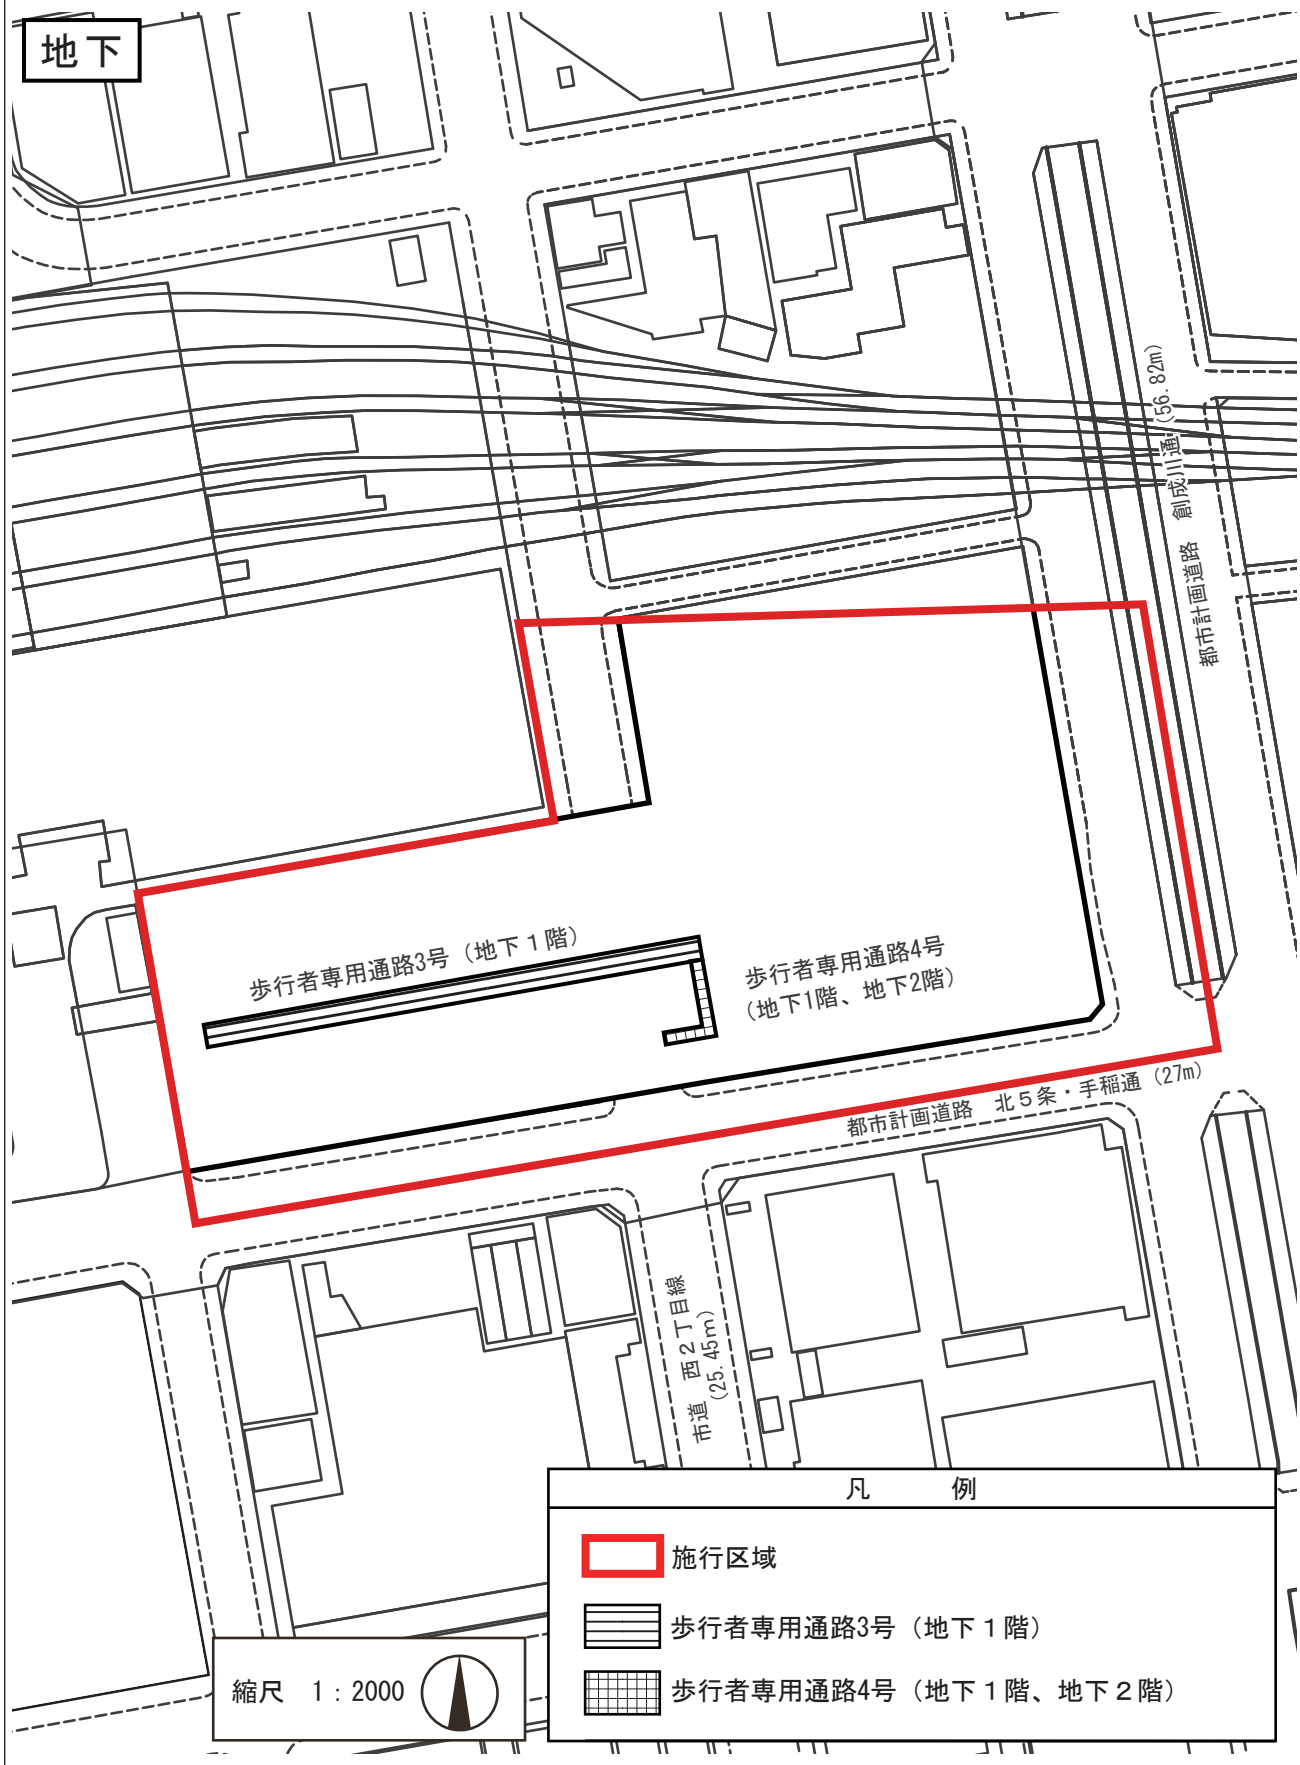 地下
都市計画道路　創成川通（56.82m）
歩行者専用通路3号（地下１階）
歩行者専用通路4号
（地下1階、地下2階）
都市計画道路　北５条・手稲通（27m）
市道　西２丁目線
（25.45m）
凡　例
施行区域
歩行者専用通路3号（地下１階）
歩行者専用通路4号（地下１階、地下２階）
縮尺　1：2000